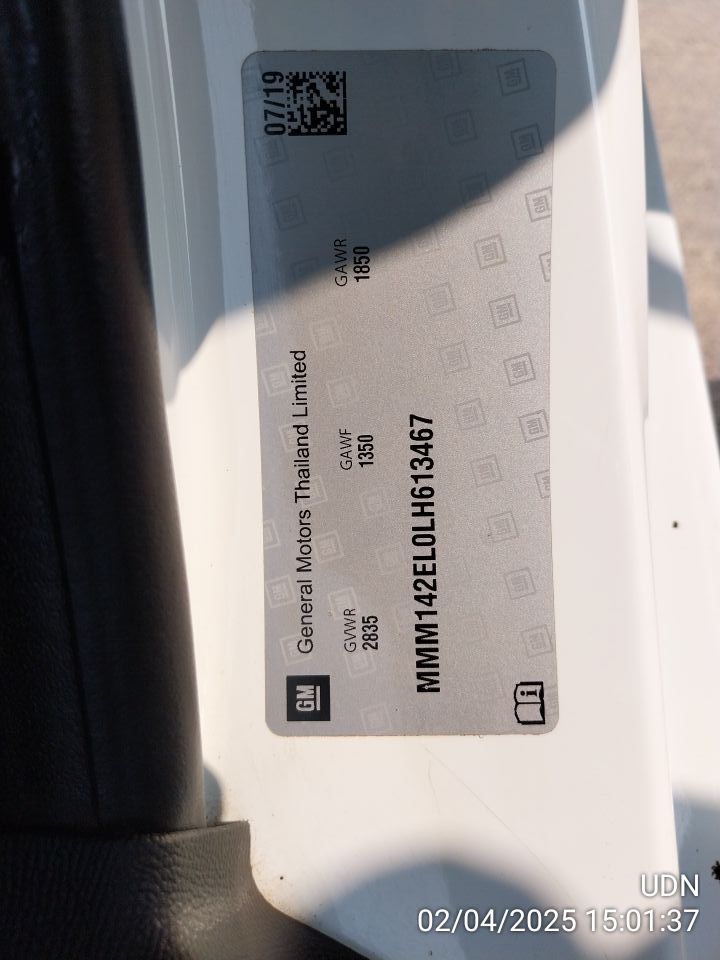 07/19
GM
General Motors Thailand Limited
GVWR
2835
GAWF
1350
GAWR
1850
MMM142EL0LH613467
UDN
02/04/2025 15:01:37